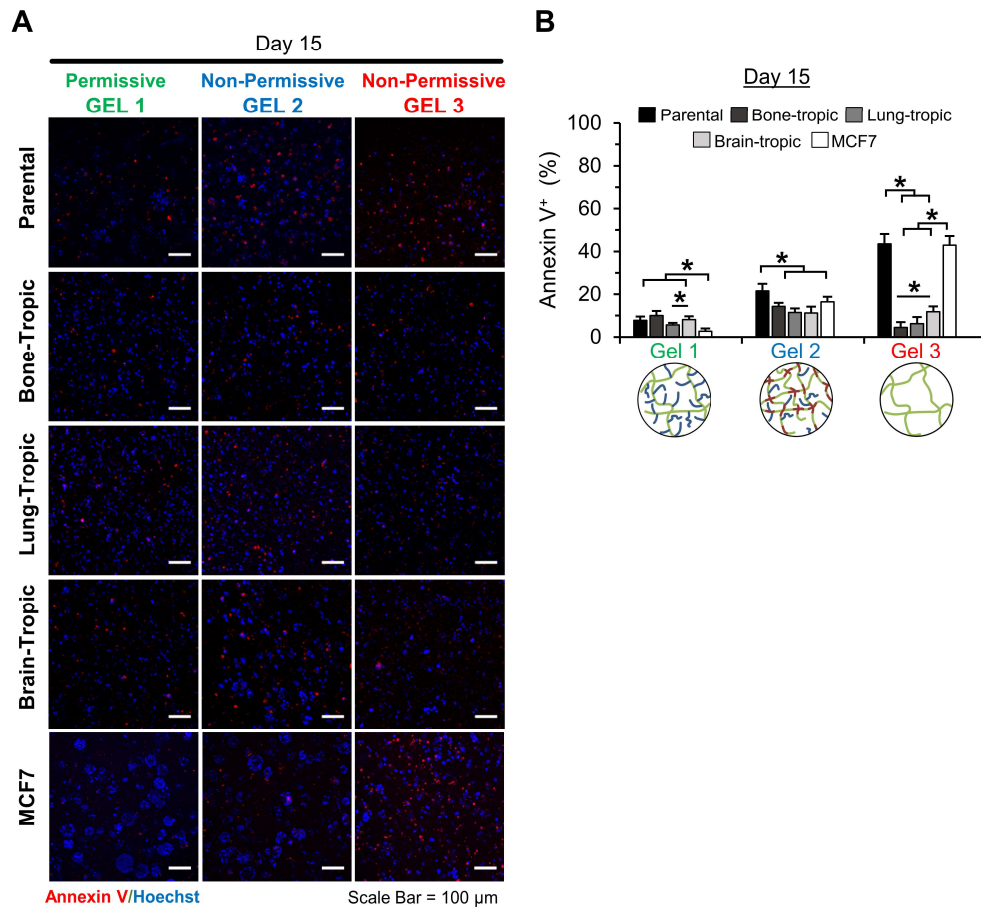 A
Day 15
Permissive
GEL 1
Non-Permissive
GEL 2
Non-Permissive
GEL 3
Parental
Bone-Tropic
Lung-Tropic
Brain-Tropic
MCF7
Annexin V/Hoechst
Scale Bar = 100 µm
B
Day 15
Parental Bone-tropic Lung-tropic
Brain-tropic MCF7
Annexin V⁺ (%)
100
80
60
40
20
0
*
*
*
*
*
*
Gel 1
Gel 2
Gel 3